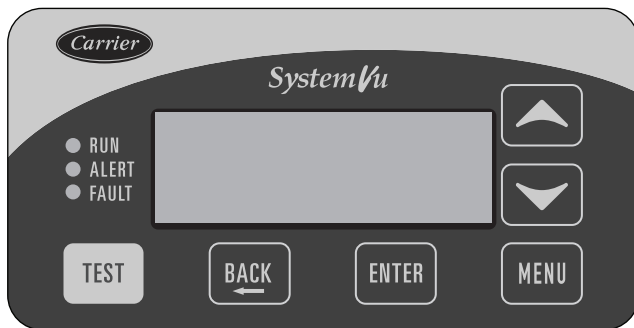 Carrier
SystemVu
RUN
ALERT
FAULT
TEST
BACK
ENTER
MENU